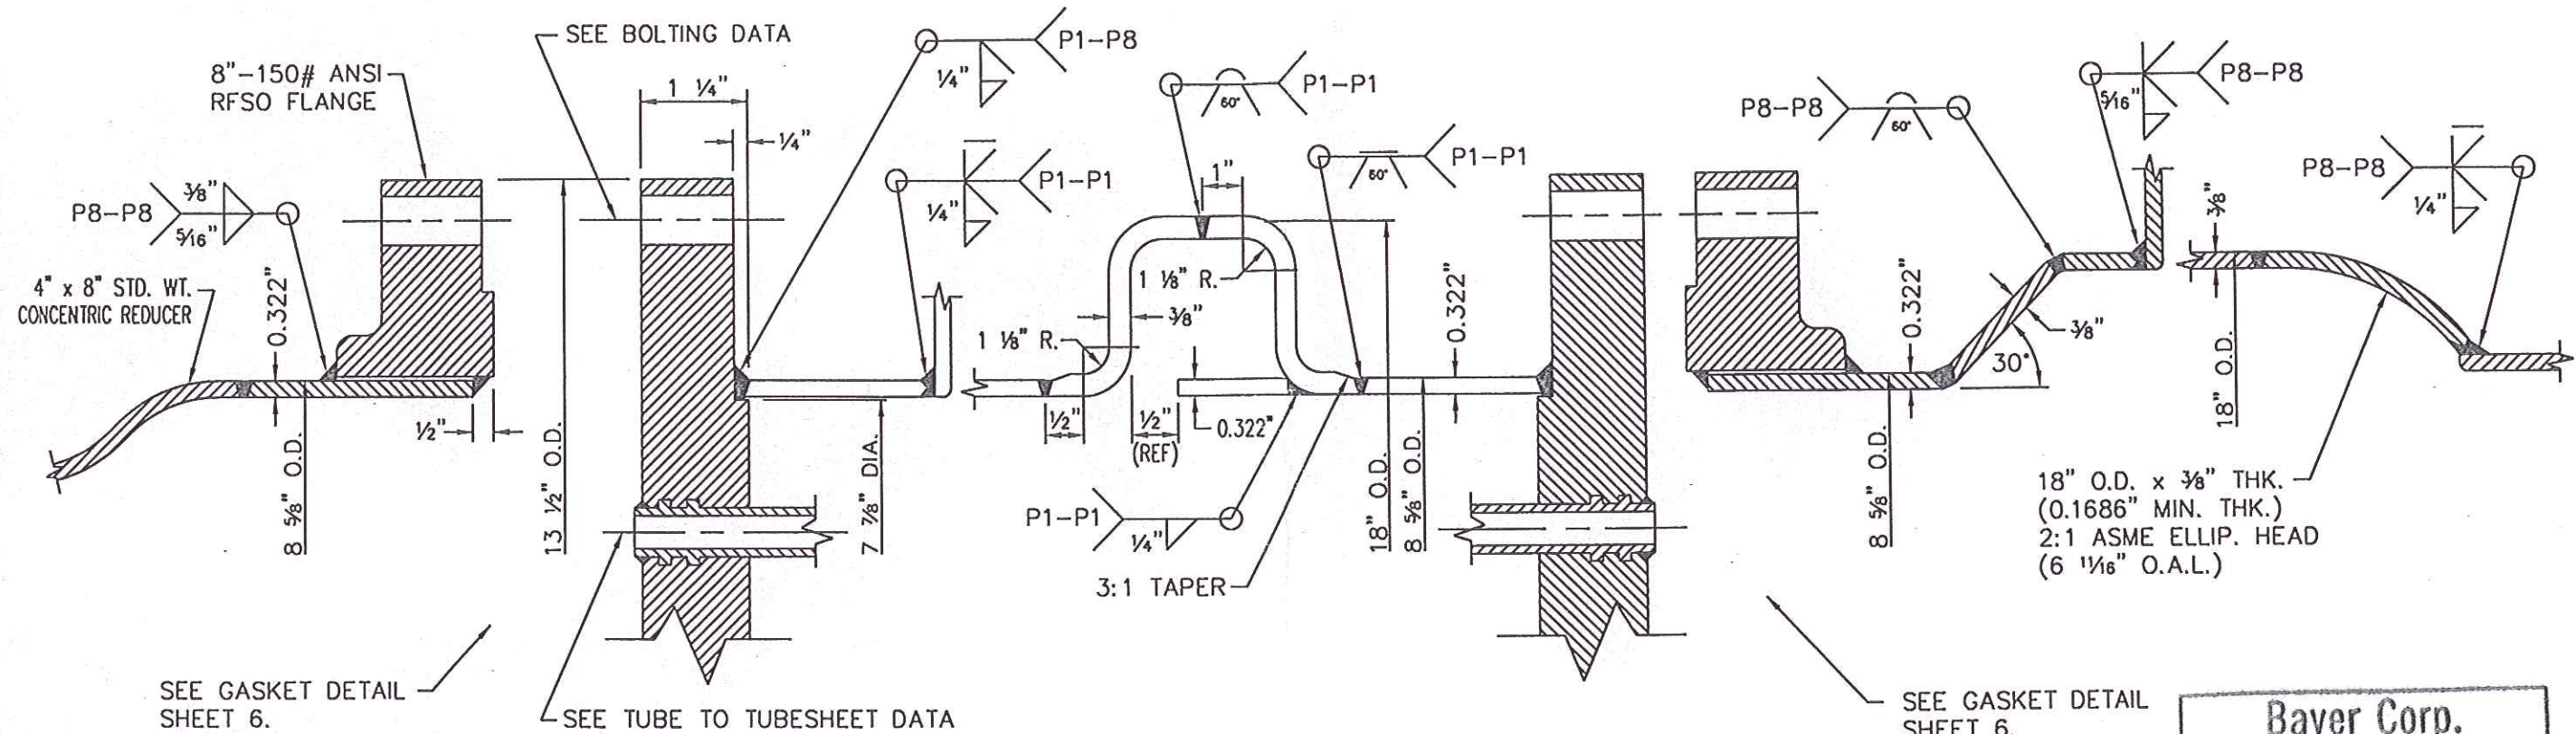 SEE BOLTING DATA
8"-150# ANSI
RFSO FLANGE
P8-P8
3/8"
5/16"
4" x 8" STD. WT.
CONCENTRIC REDUCER
0.322"
8 5/8" O.D.
1/2"
13 1/2" O.D.
1 1/4"
1/4"
P1-P8
1/4"
P1-P1
1/4"
7 7/8" DIA.
P1-P1
60°
P1-P1
60°
1"
1 1/8" R.
3/8"
1 1/8" R.
1/2"
1/2"
(REF)
0.322"
0.322"
18" O.D.
8 5/8" O.D.
P1-P1
1/4"
3:1 TAPER
P8-P8
60°
P8-P8
5/16"
P8-P8
1/4"
0.322"
3/8"
30°
8 5/8" O.D.
3/8"
18" O.D.
18" O.D. x 3/8" THK.
(0.1686" MIN. THK.)
2:1 ASME ELLIP. HEAD
(6 11/16" O.A.L.)
SEE GASKET DETAIL
SHEET 6.
SEE TUBE TO TUBESHEET DATA
SEE GASKET DETAIL
SHEET 6.
Bayer Corp.